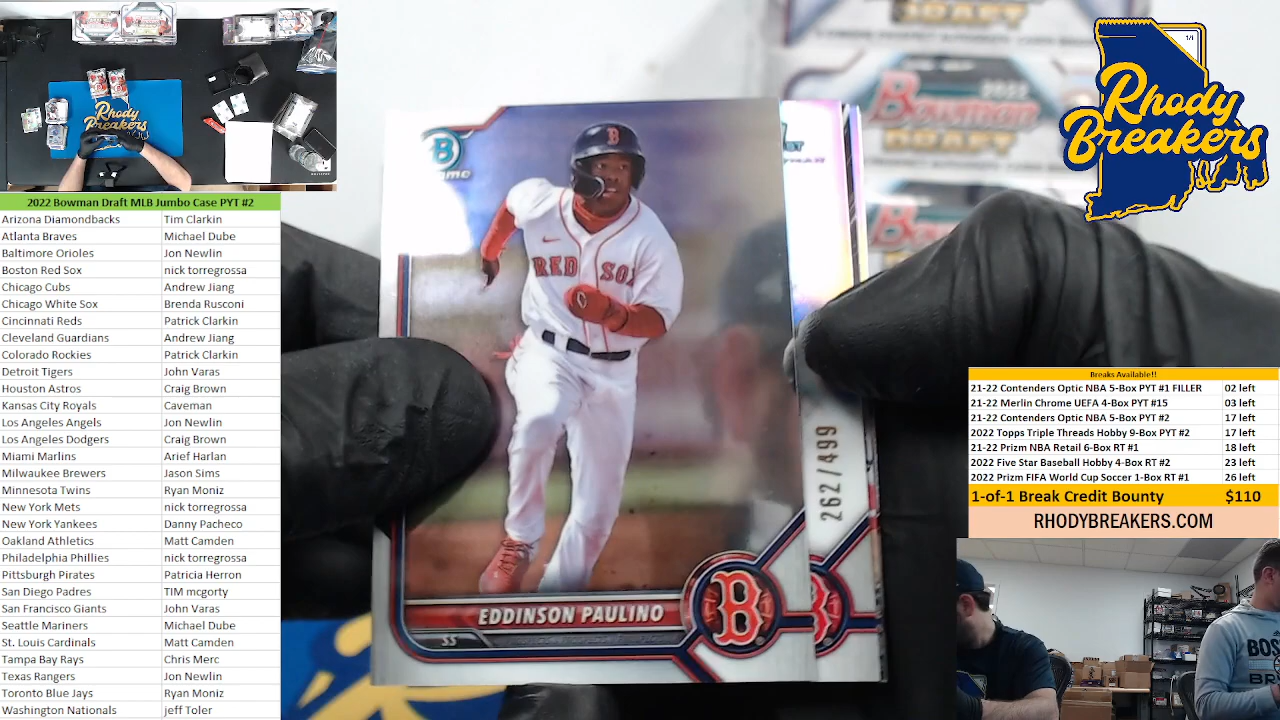 2022 Bowman Draft MLB Jumbo Case PYT #2
Arizona Diamondbacks Tim Clarkin
Atlanta Braves Michael Dube
Baltimore Orioles Jon Newlin
Boston Red Sox nick torregrossa
Chicago Cubs Andrew Jiang
Chicago White Sox Brenda Rusconi
Cincinnati Reds Patrick Clarkin
Cleveland Guardians Andrew Jiang
Colorado Rockies Patrick Clarkin
Detroit Tigers John Varas
Houston Astros Craig Brown
Kansas City Royals Caveman
Los Angeles Angels Jon Newlin
Los Angeles Dodgers Craig Brown
Miami Marlins Arief Harlan
Milwaukee Brewers Jason Sims
Minnesota Twins Ryan Moniz
New York Mets nick torregrossa
New York Yankees Danny Pacheco
Oakland Athletics Matt Camden
Philadelphia Phillies nick torregrossa
Pittsburgh Pirates Patricia Herron
San Diego Padres TIM mcgorty
San Francisco Giants John Varas
Seattle Mariners Michael Dube
St. Louis Cardinals Matt Camden
Tampa Bay Rays Chris Merc
Texas Rangers Jon Newlin
Toronto Blue Jays Ryan Moniz
Washington Nationals jeff Toler
Rhody
Breakers
B
B
RED SOX
262/499
EDDINSON PAULINO
SS
B
DRAFT
2022
Bowman
DRAFT
1/1
Rhody
Breakers
Breaks Available!!
21-22 Contenders Optic NBA 5-Box PYT #1 FILLER 02 left
21-22 Merlin Chrome UEFA 4-Box PYT #15 03 left
21-22 Contenders Optic NBA 5-Box PYT #2 17 left
2022 Topps Triple Threads Hobby 9-Box PYT #2 17 left
21-22 Prizm NBA Retail 6-Box RT #1 18 left
2022 Five Star Baseball Hobby 4-Box RT #2 23 left
2022 Prizm FIFA World Cup Soccer 1-Box RT #1 26 left
1-of-1 Break Credit Bounty $110
RHODYBREAKERS.COM